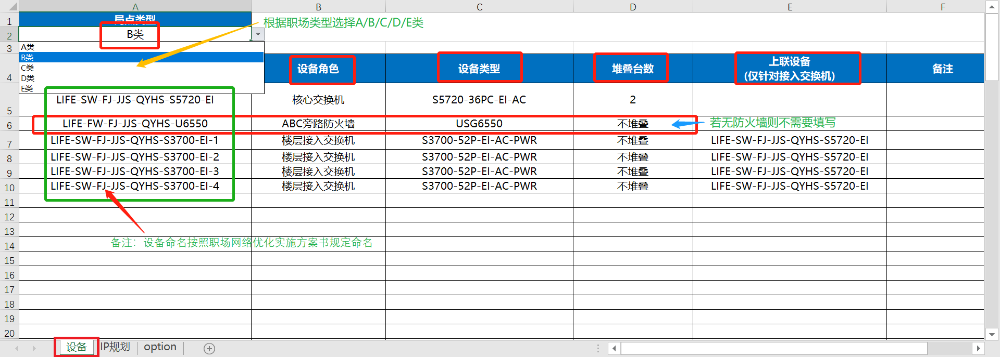 A B C D E F
1 局点类型
根据职场类型选择A/B/C/D/E类
2 B类
3 A类
B类
C类
D类
E类
4 设备角色 设备类型 堆叠台数 上联设备
(仅针对接入交换机) 备注
5 LIFE-SW-FJ-JJS-QYHS-S5720-EI 核心交换机 S5720-36PC-EI-AC 2
6 LIFE-FW-FJ-JJS-QYHS-U6550 ABC旁路防火墙 USG6550 不堆叠 若无防火墙则不需要填写
7 LIFE-SW-FJ-JJS-QYHS-S3700-EI-1 楼层接入交换机 S3700-52P-EI-AC-PWR 不堆叠 LIFE-SW-FJ-JJS-QYHS-S5720-EI
8 LIFE-SW-FJ-JJS-QYHS-S3700-EI-2 楼层接入交换机 S3700-52P-EI-AC-PWR 不堆叠 LIFE-SW-FJ-JJS-QYHS-S5720-EI
9 LIFE-SW-FJ-JJS-QYHS-S3700-EI-3 楼层接入交换机 S3700-52P-EI-AC-PWR 不堆叠 LIFE-SW-FJ-JJS-QYHS-S5720-EI
10 LIFE-SW-FJ-JJS-QYHS-S3700-EI-4 楼层接入交换机 S3700-52P-EI-AC-PWR 不堆叠 LIFE-SW-FJ-JJS-QYHS-S5720-EI
11
12
13
14 备注：设备命名按照职场网络优化实施方案书规定命名
15
16
17
18
19
20
设备 IP规划 option